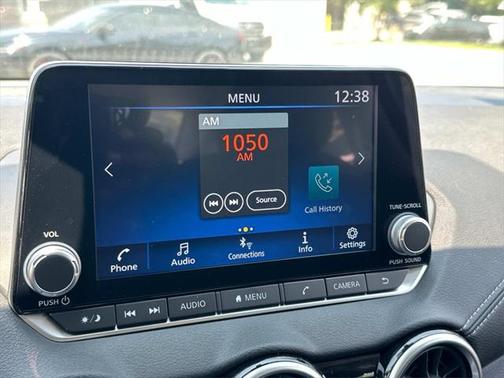 MENU 12:38
AM
1050
AM
Source
Call History
Phone Audio Connections Info Settings
VOL
PUSH
TUNE·SCROLL
PUSH SOUND
AUDIO MENU CAMERA